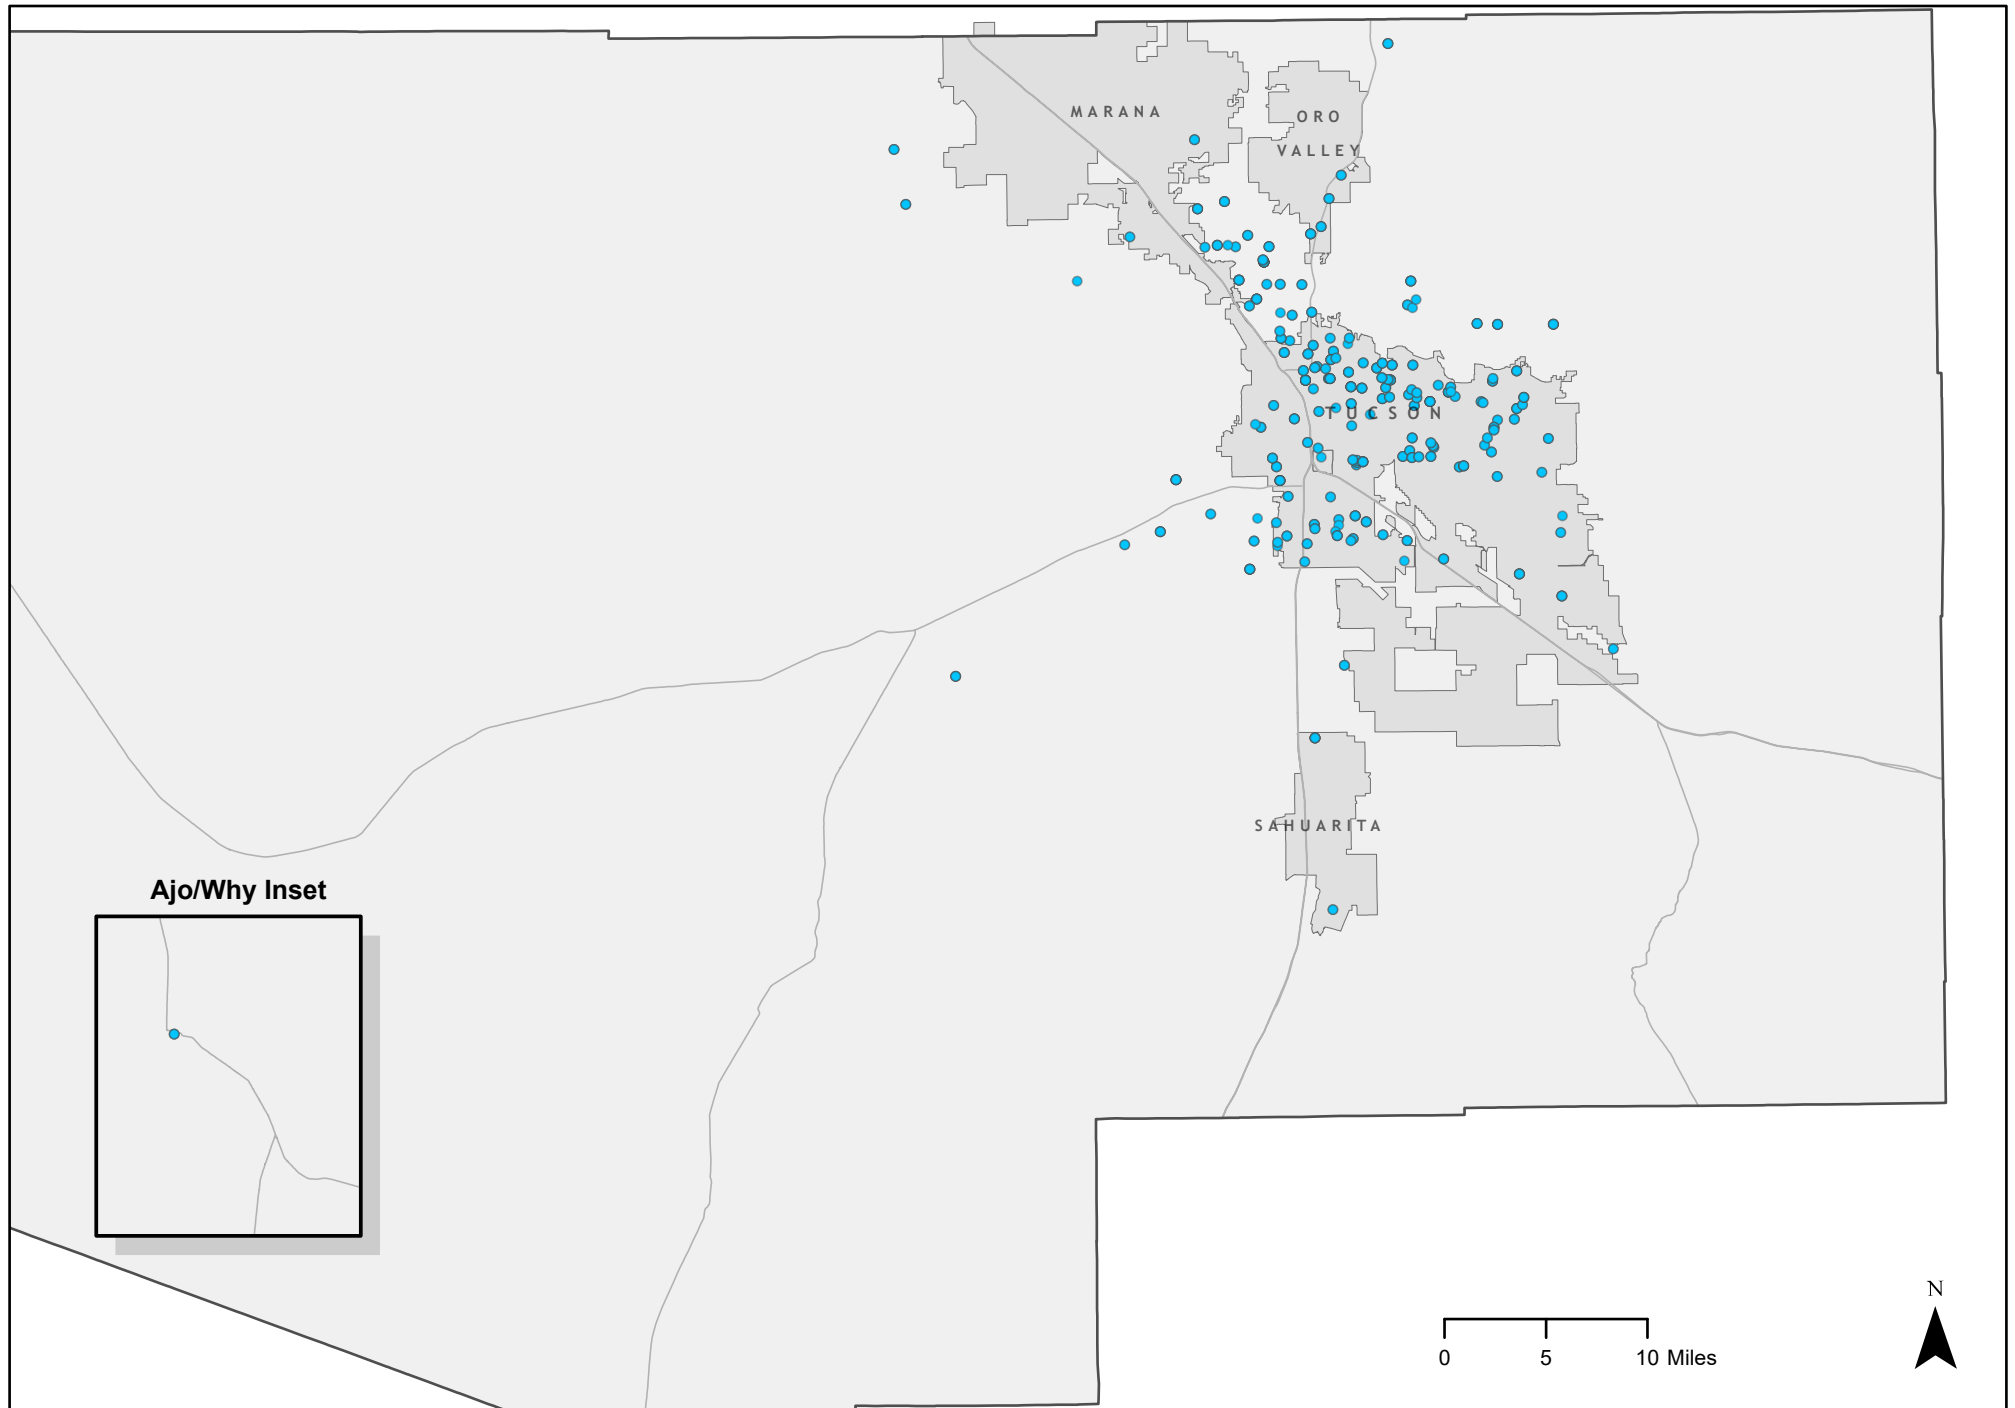 MARANA
ORO
VALLEY
TUCSON
SAHUARITA
Ajo/Why Inset
N
0 5 10 Miles